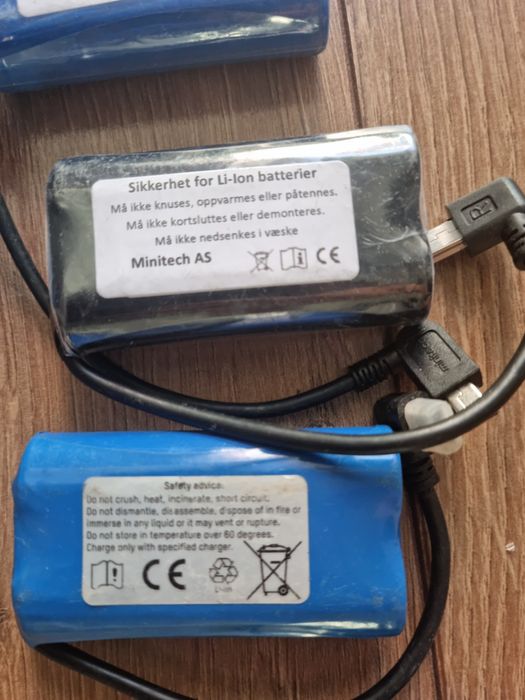 Sikkerhet for Li-Ion batterier
Må ikke knuses, oppvarmes eller påtennes.
Må ikke kortsluttes eller demonteres.
Må ikke nedsenkes i væske
Minitech AS
CE
R
minitech
Safety advice:
Do not crush, heat, incinerate, short circuit.
Do not dismantle, disassemble, dispose of in fire or
immerse in any liquid or it may vent or rupture.
Do not store in temperature over 60 degrees.
Charge only with specified charger.
CE
Li-ion